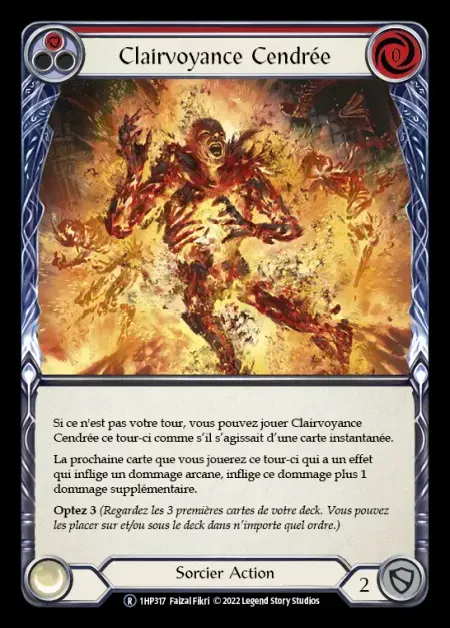 Clairvoyance Cendrée
0
Si ce n'est pas votre tour, vous pouvez jouer Clairvoyance
Cendrée ce tour-ci comme s'il s'agissait d'une carte instantanée.
La prochaine carte que vous jouerez ce tour-ci qui a un effet
qui inflige un dommage arcane, inflige ce dommage plus 1
dommage supplémentaire.
Optez 3 (Regardez les 3 premières cartes de votre deck. Vous pouvez
les placer sur et/ou sous le deck dans n'importe quel ordre.)
Sorcier Action
2
R 1HP317 Faizal Fikri © 2022 Legend Story Studios